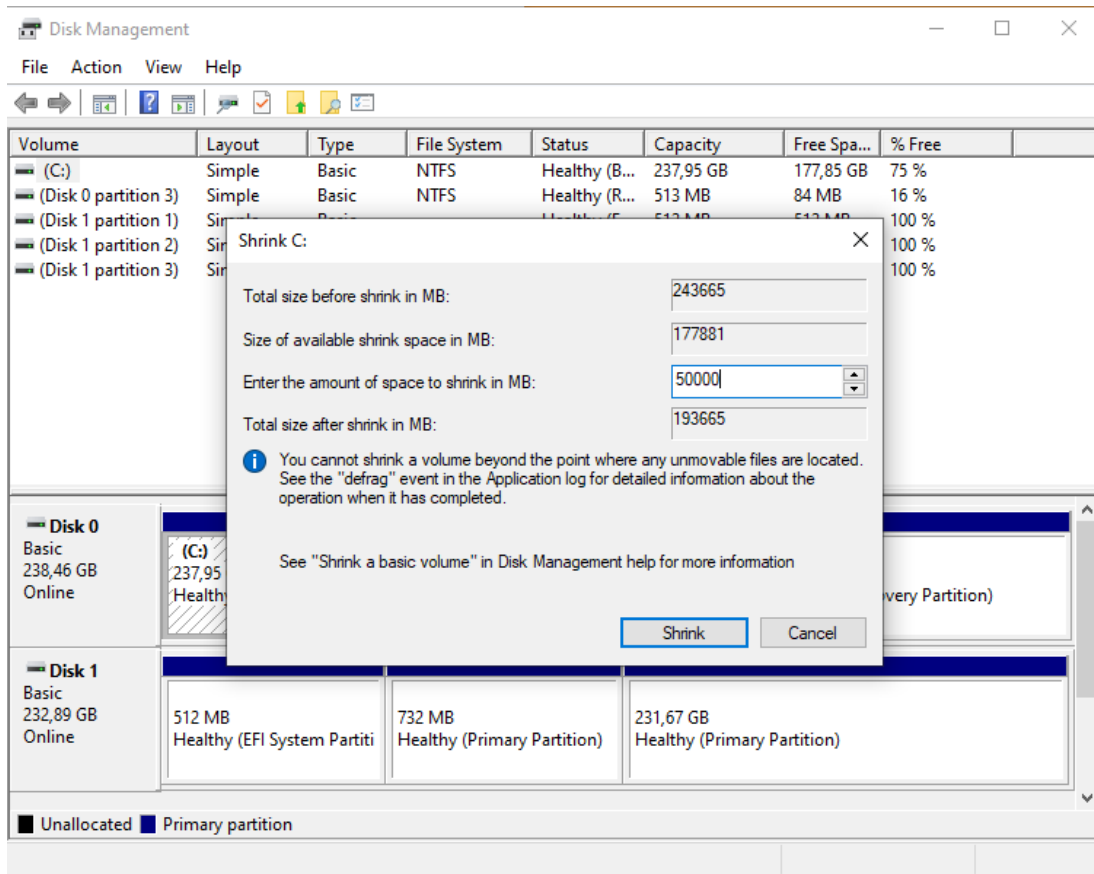 Disk Management
File Action View Help
Volume Layout Type File System Status Capacity Free Spa... % Free
(C:) Simple Basic NTFS Healthy (B... 237,95 GB 177,85 GB 75 %
(Disk 0 partition 3) Simple Basic NTFS Healthy (R... 513 MB 84 MB 16 %
(Disk 1 partition 1) 100 %
(Disk 1 partition 2) 100 %
(Disk 1 partition 3) 100 %
Shrink C:
Total size before shrink in MB: 243665
Size of available shrink space in MB: 177881
Enter the amount of space to shrink in MB: 50000
Total size after shrink in MB: 193665
You cannot shrink a volume beyond the point where any unmovable files are located.
See the "defrag" event in the Application log for detailed information about the
operation when it has completed.
See "Shrink a basic volume" in Disk Management help for more information
Shrink Cancel
Disk 0
Basic
238,46 GB
Online
(C:)
237,95
Health
very Partition)
Disk 1
Basic
232,89 GB
Online
512 MB
Healthy (EFI System Partiti
732 MB
Healthy (Primary Partition)
231,67 GB
Healthy (Primary Partition)
Unallocated Primary partition